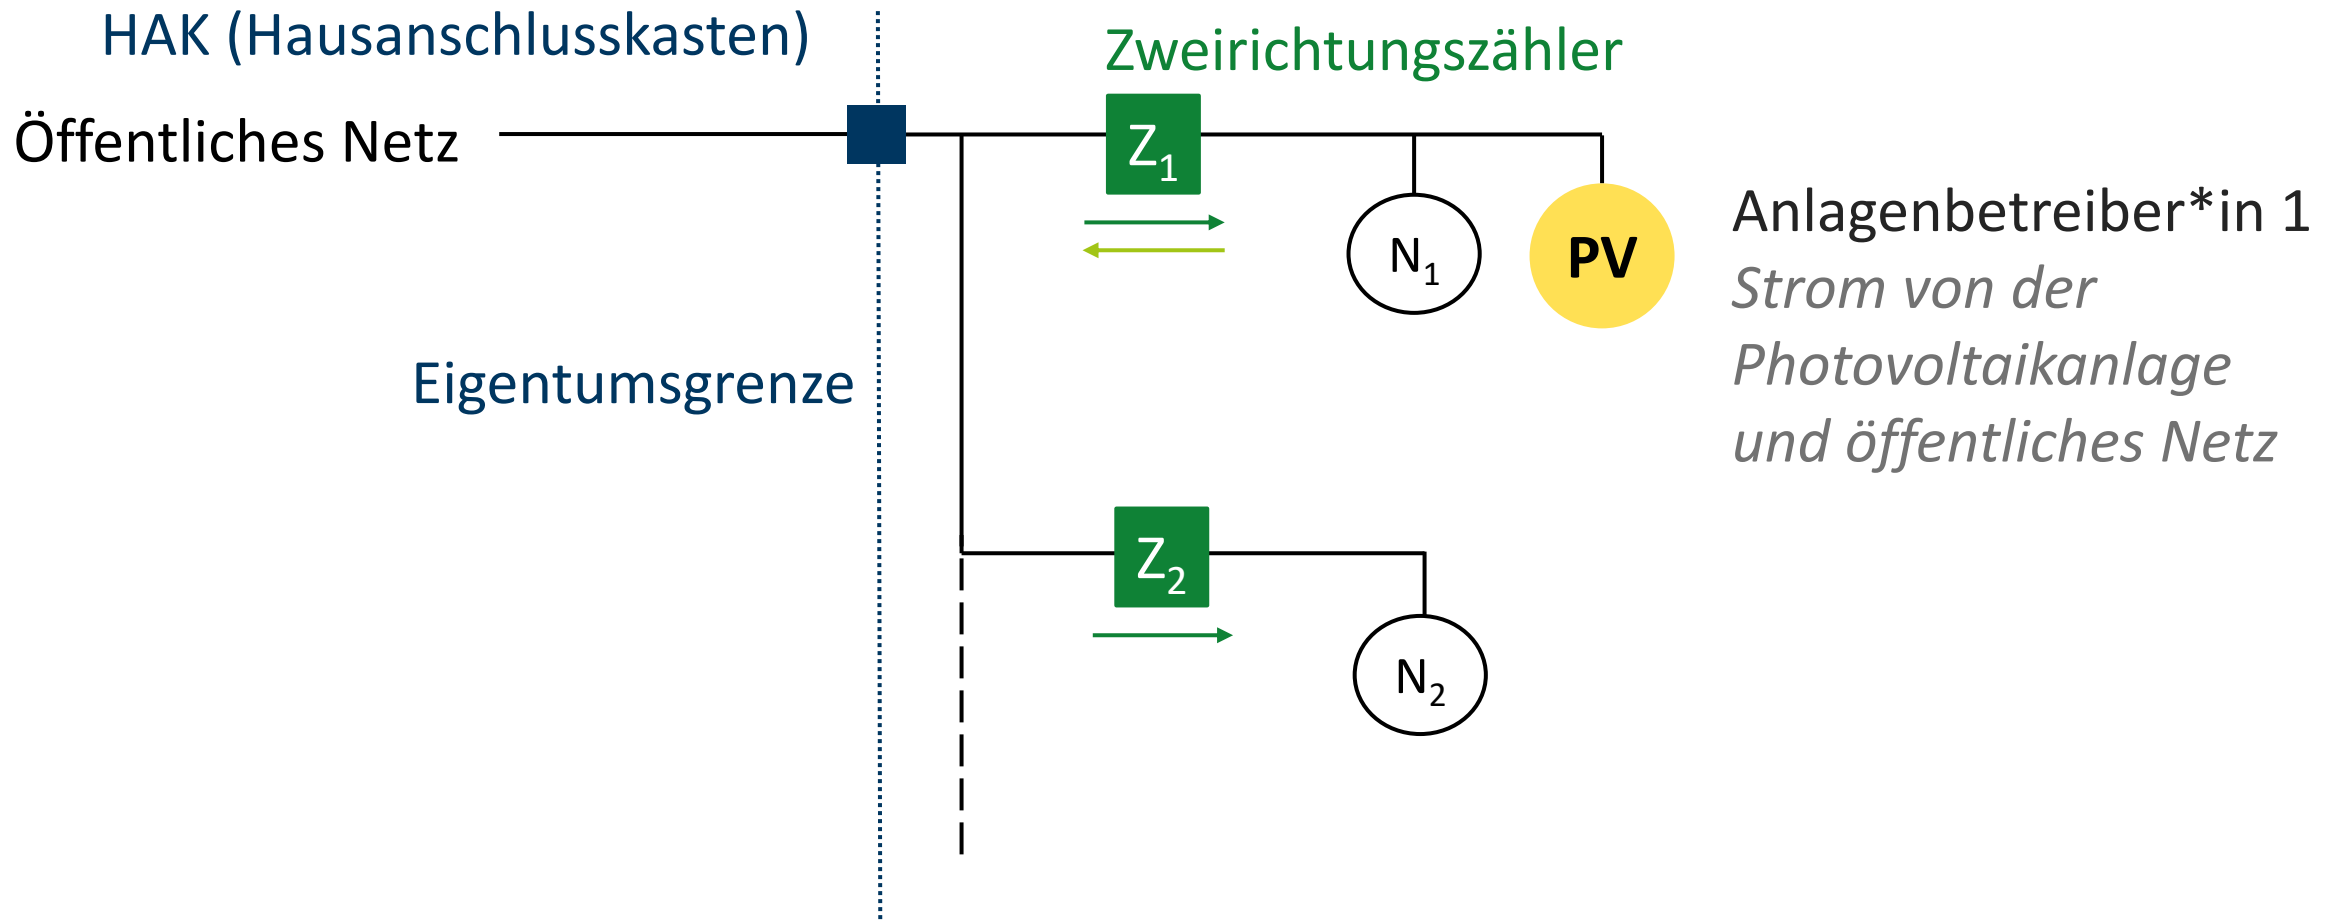 HAK (Hausanschlusskasten)
Zweirichtungszähler
Öffentliches Netz
Z1
N1
PV
Anlagenbetreiber*in 1
Strom von der
Photovoltaikanlage
und öffentliches Netz
Eigentumsgrenze
Z2
N2